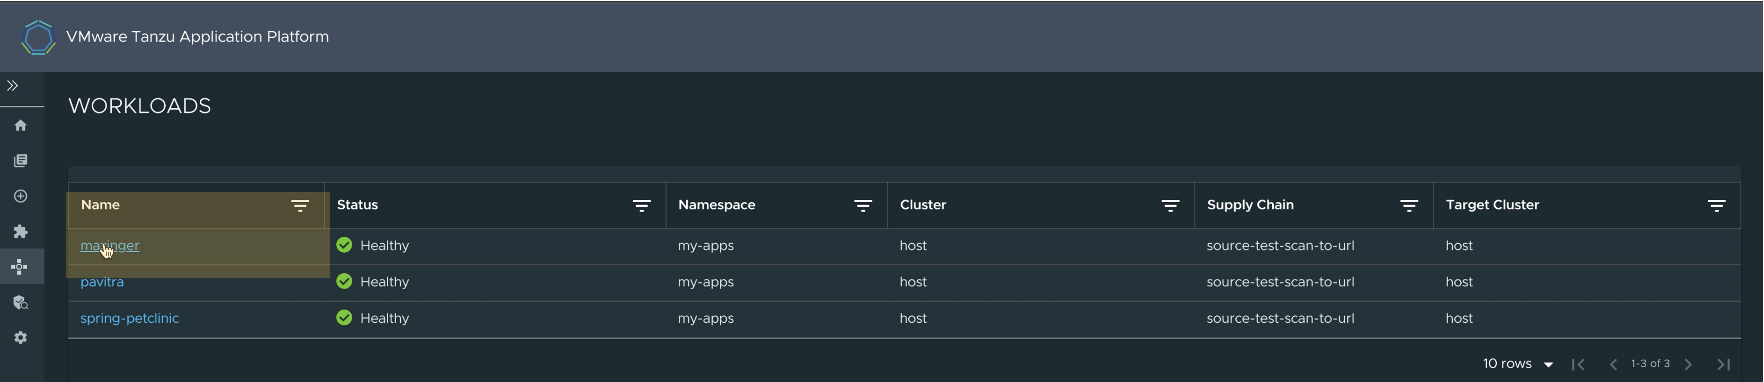 VMware Tanzu Application Platform
WORKLOADS
Name Status Namespace Cluster Supply Chain Target Cluster
Healthy my-apps host source-test-scan-to-url host
pavitra Healthy my-apps host source-test-scan-to-url host
spring-petclinic Healthy my-apps host source-test-scan-to-url host
10 rows 1-3 of 3